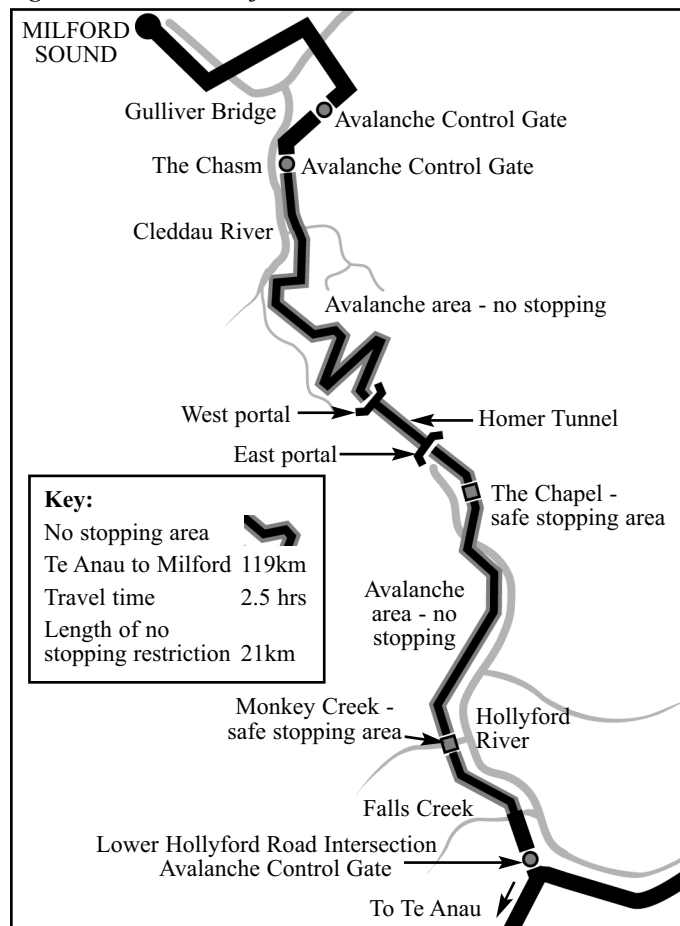 MILFORD
SOUND
Gulliver Bridge
Avalanche Control Gate
The Chasm
Avalanche Control Gate
Cleddau River
Avalanche area - no stopping
West portal
Homer Tunnel
East portal
The Chapel -
safe stopping area
Key:
No stopping area
Te Anau to Milford 119km
Travel time 2.5 hrs
Length of no
stopping restriction 21km
Avalanche
area - no
stopping
Monkey Creek -
safe stopping area
Hollyford
River
Falls Creek
Lower Hollyford Road Intersection
Avalanche Control Gate
To Te Anau